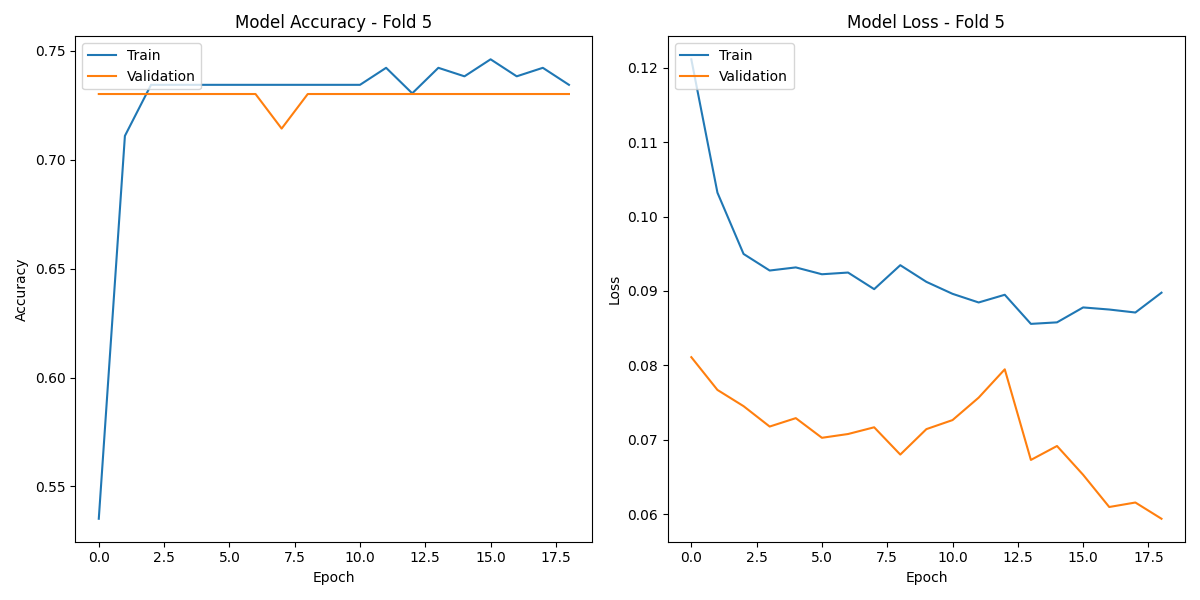 Model Accuracy - Fold 5
Train
Validation
0.75
0.70
0.65
0.60
0.55
Accuracy
0.0 2.5 5.0 7.5 10.0 12.5 15.0 17.5
Epoch
Model Loss - Fold 5
Train
Validation
0.12
0.11
0.10
0.09
0.08
0.07
0.06
Loss
0.0 2.5 5.0 7.5 10.0 12.5 15.0 17.5
Epoch